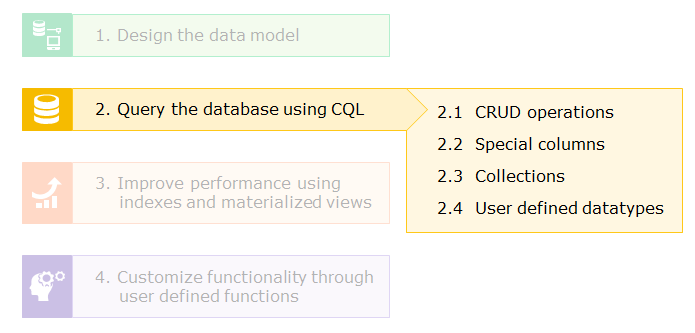 1. Design the data model
2. Query the database using CQL
2.1 CRUD operations
2.2 Special columns
2.3 Collections
2.4 User defined datatypes
3. Improve performance using
indexes and materialized views
4. Customize functionality through
user defined functions